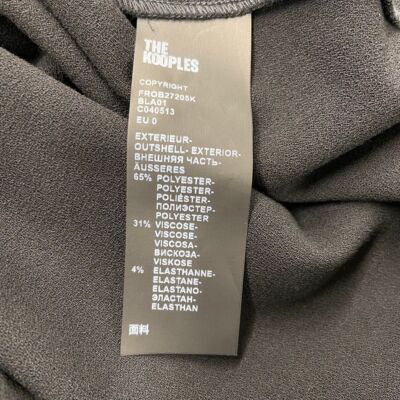 THE
KOOPLES
COPYRIGHT
FROB27205K
BLA01
C040513
EU 0
EXTERIEUR-
OUTSHELL- EXTERIOR-
ВНЕШНЯЯ ЧАСТЬ-
ÄUSSERES
65% POLYESTER-
POLYESTER-
POLIÉSTER-
ПОЛИЭСТЕР-
POLYESTER
31% VISCOSE-
VISCOSE-
VISCOSA-
ВИСКОЗА-
VISKOSE
4% ELASTHANNE-
ELASTANE-
ELASTANO-
ЭЛАСТАН-
ELASTHAN
面料